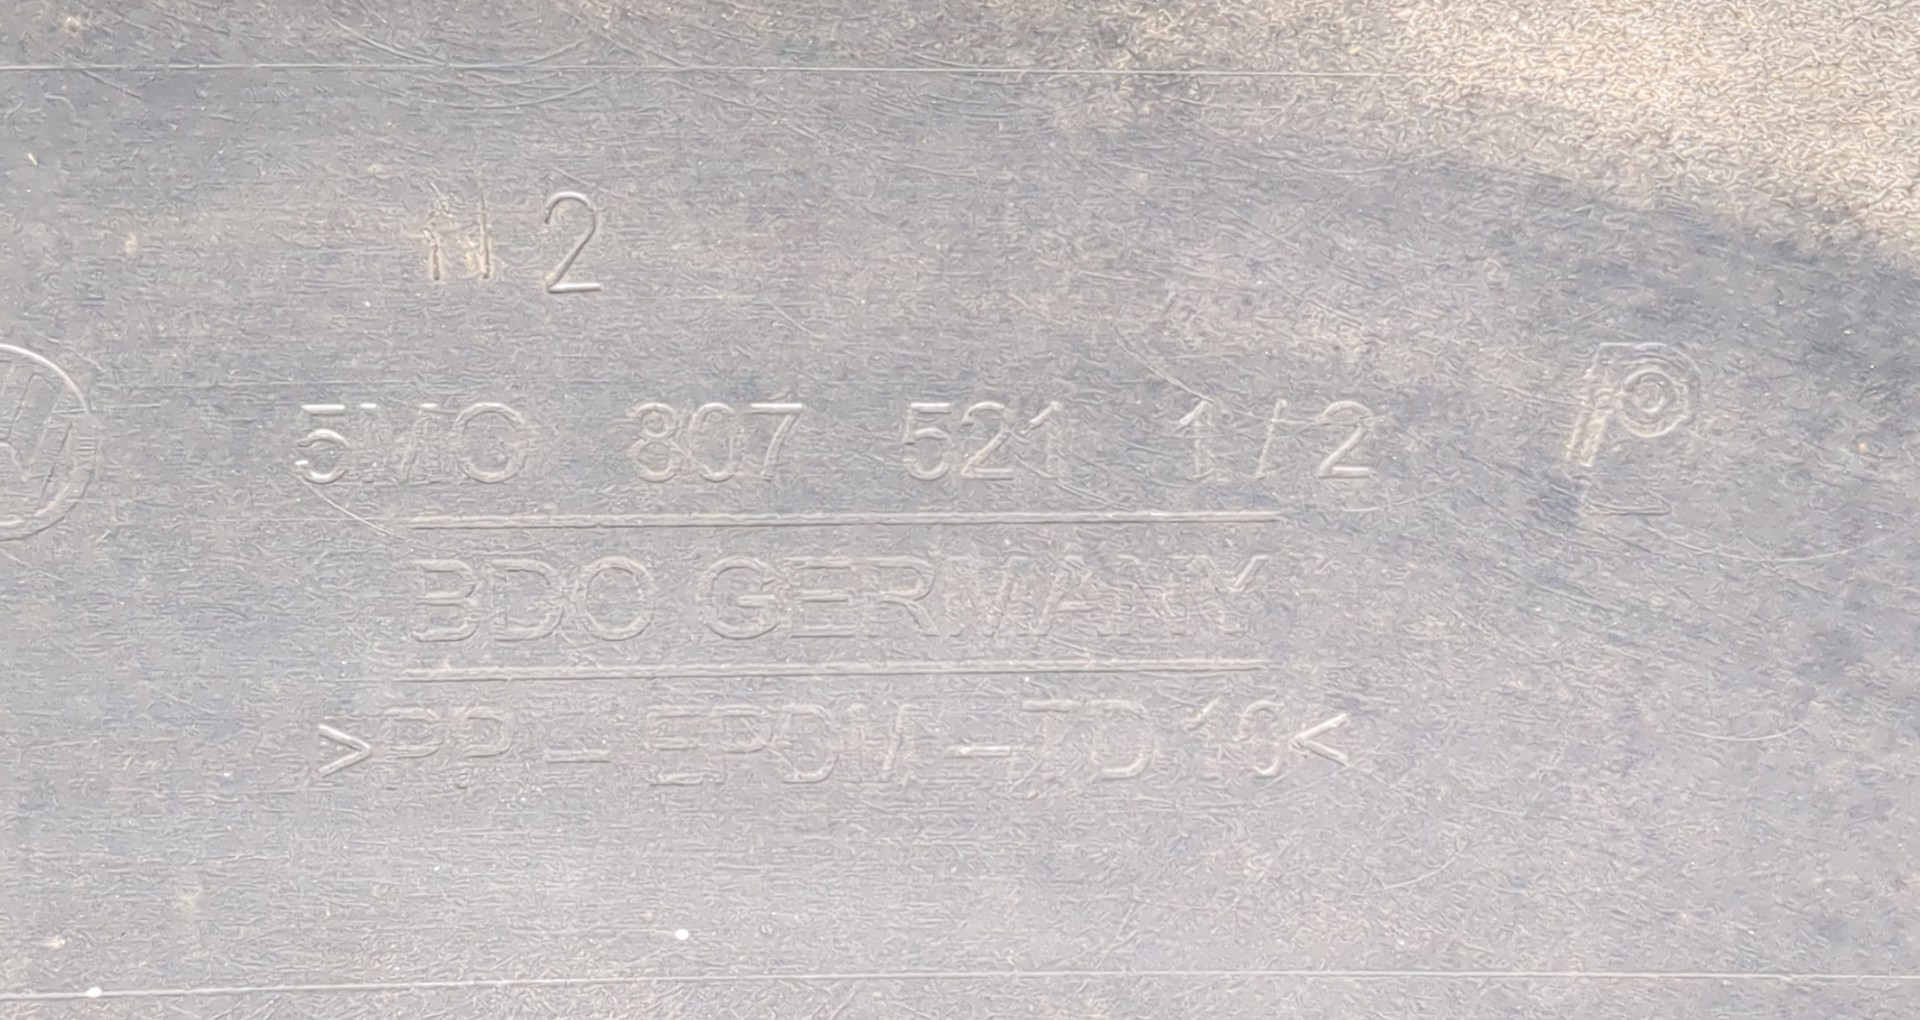 2
5M0 807 521 1/2
BDO GERMANY
>PP-EPDM-TD10<